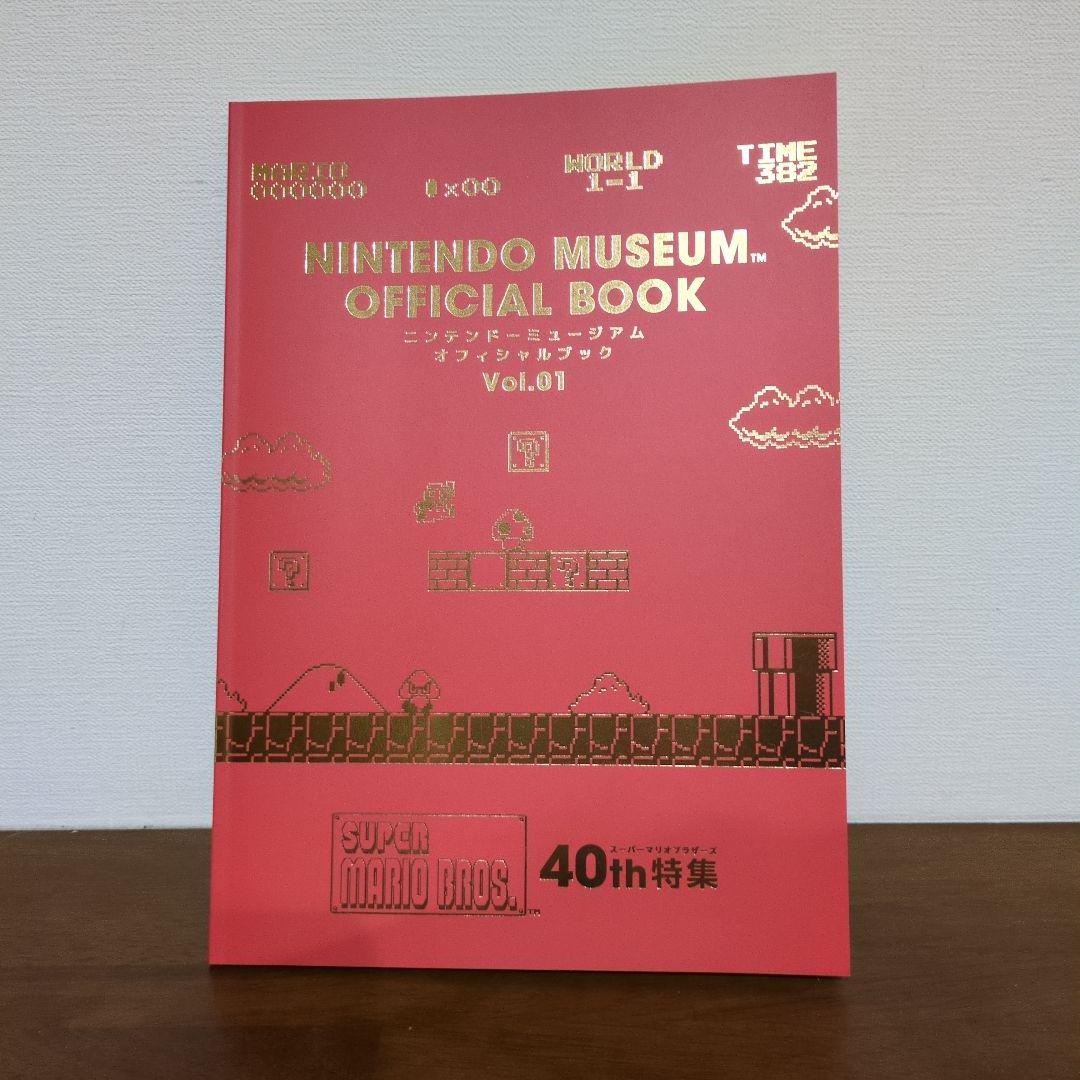 MARIO
000000
×00
WORLD
1-1
TIME
382
NINTENDO MUSEUM™
OFFICIAL BOOK
ニンテンドーミュージアム
オフィシャルブック
Vol.01
?
?
?
SUPER
MARIO BROS.™
スーパーマリオブラザーズ
40th特集